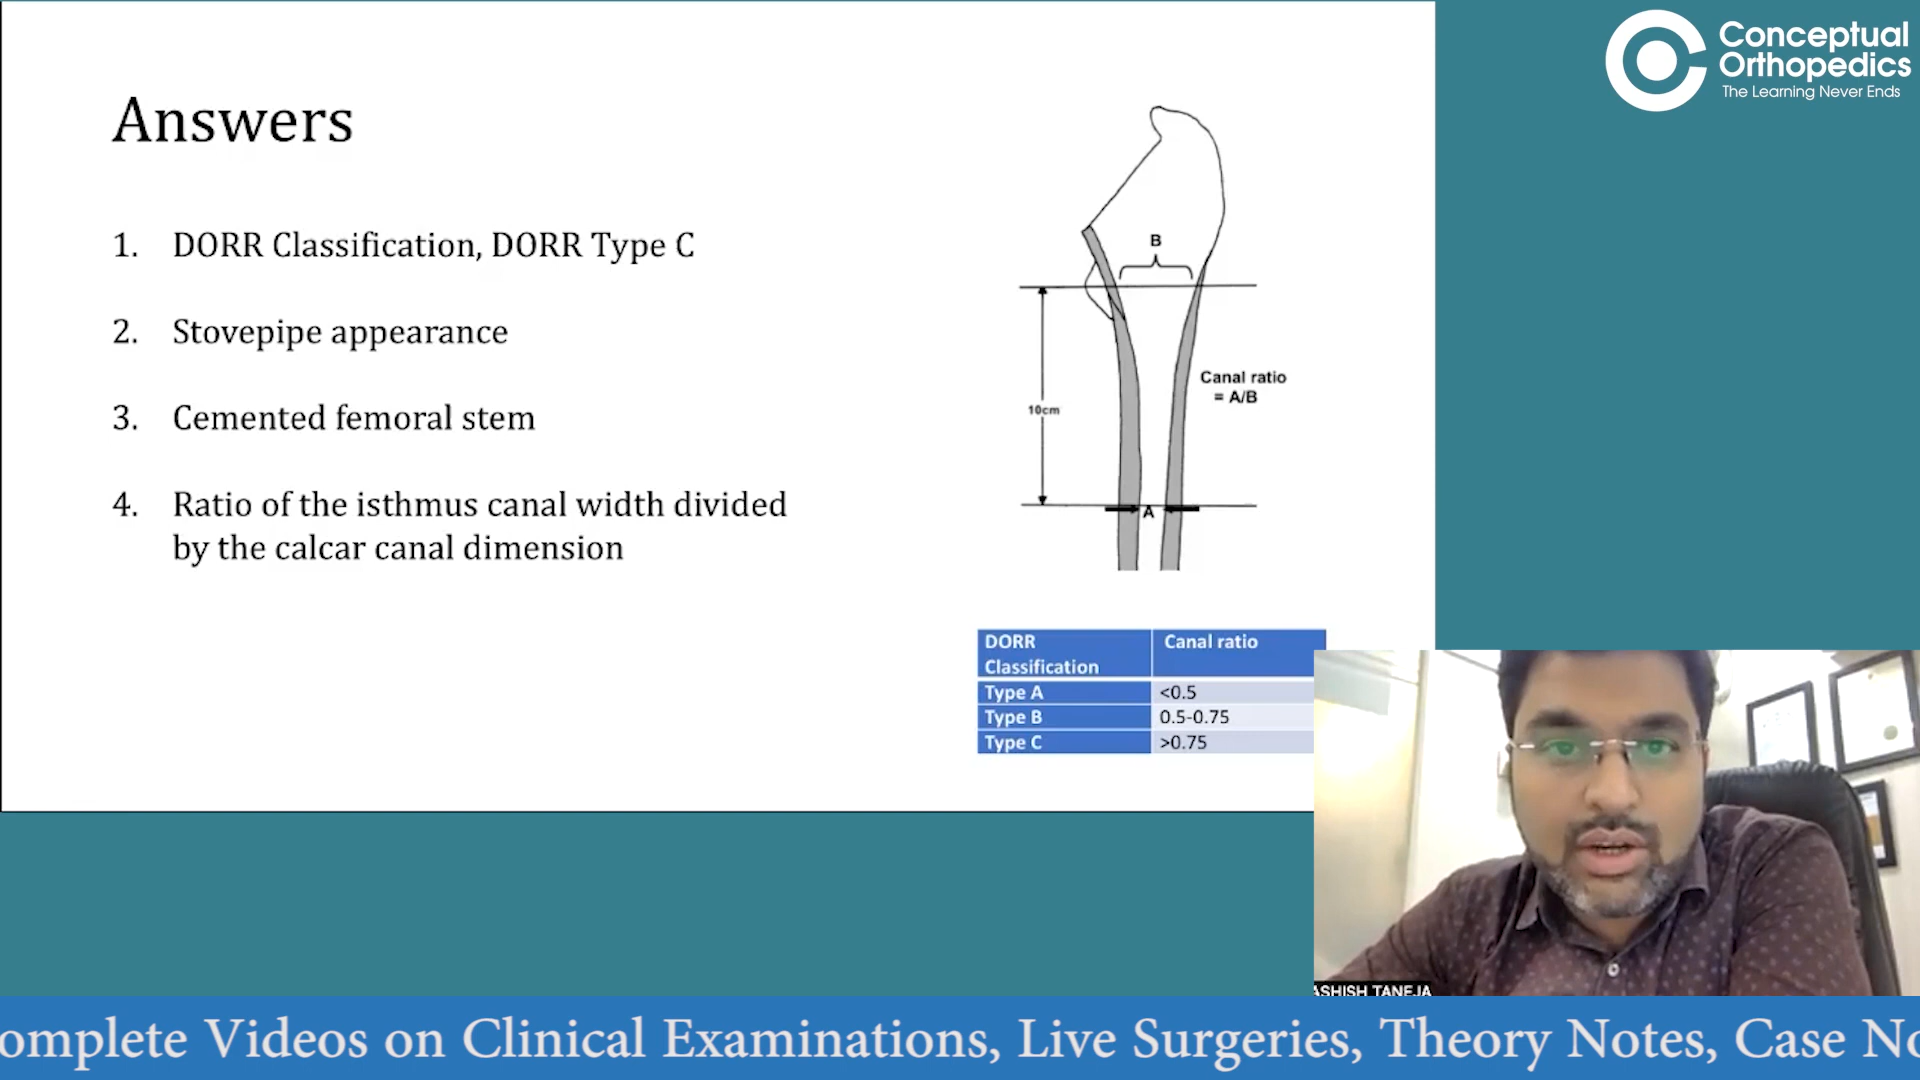 Conceptual
Orthopedics
The Learning Never Ends
Answers
1. DORR Classification, DORR Type C
2. Stovepipe appearance
3. Cemented femoral stem
4. Ratio of the isthmus canal width divided
by the calcar canal dimension
B
Canal ratio
= A/B
10cm
A
DORR Classification Canal ratio
Type A <0.5
Type B 0.5-0.75
Type C >0.75
ASHISH TANEJA
omplete Videos on Clinical Examinations, Live Surgeries, Theory Notes, Case No